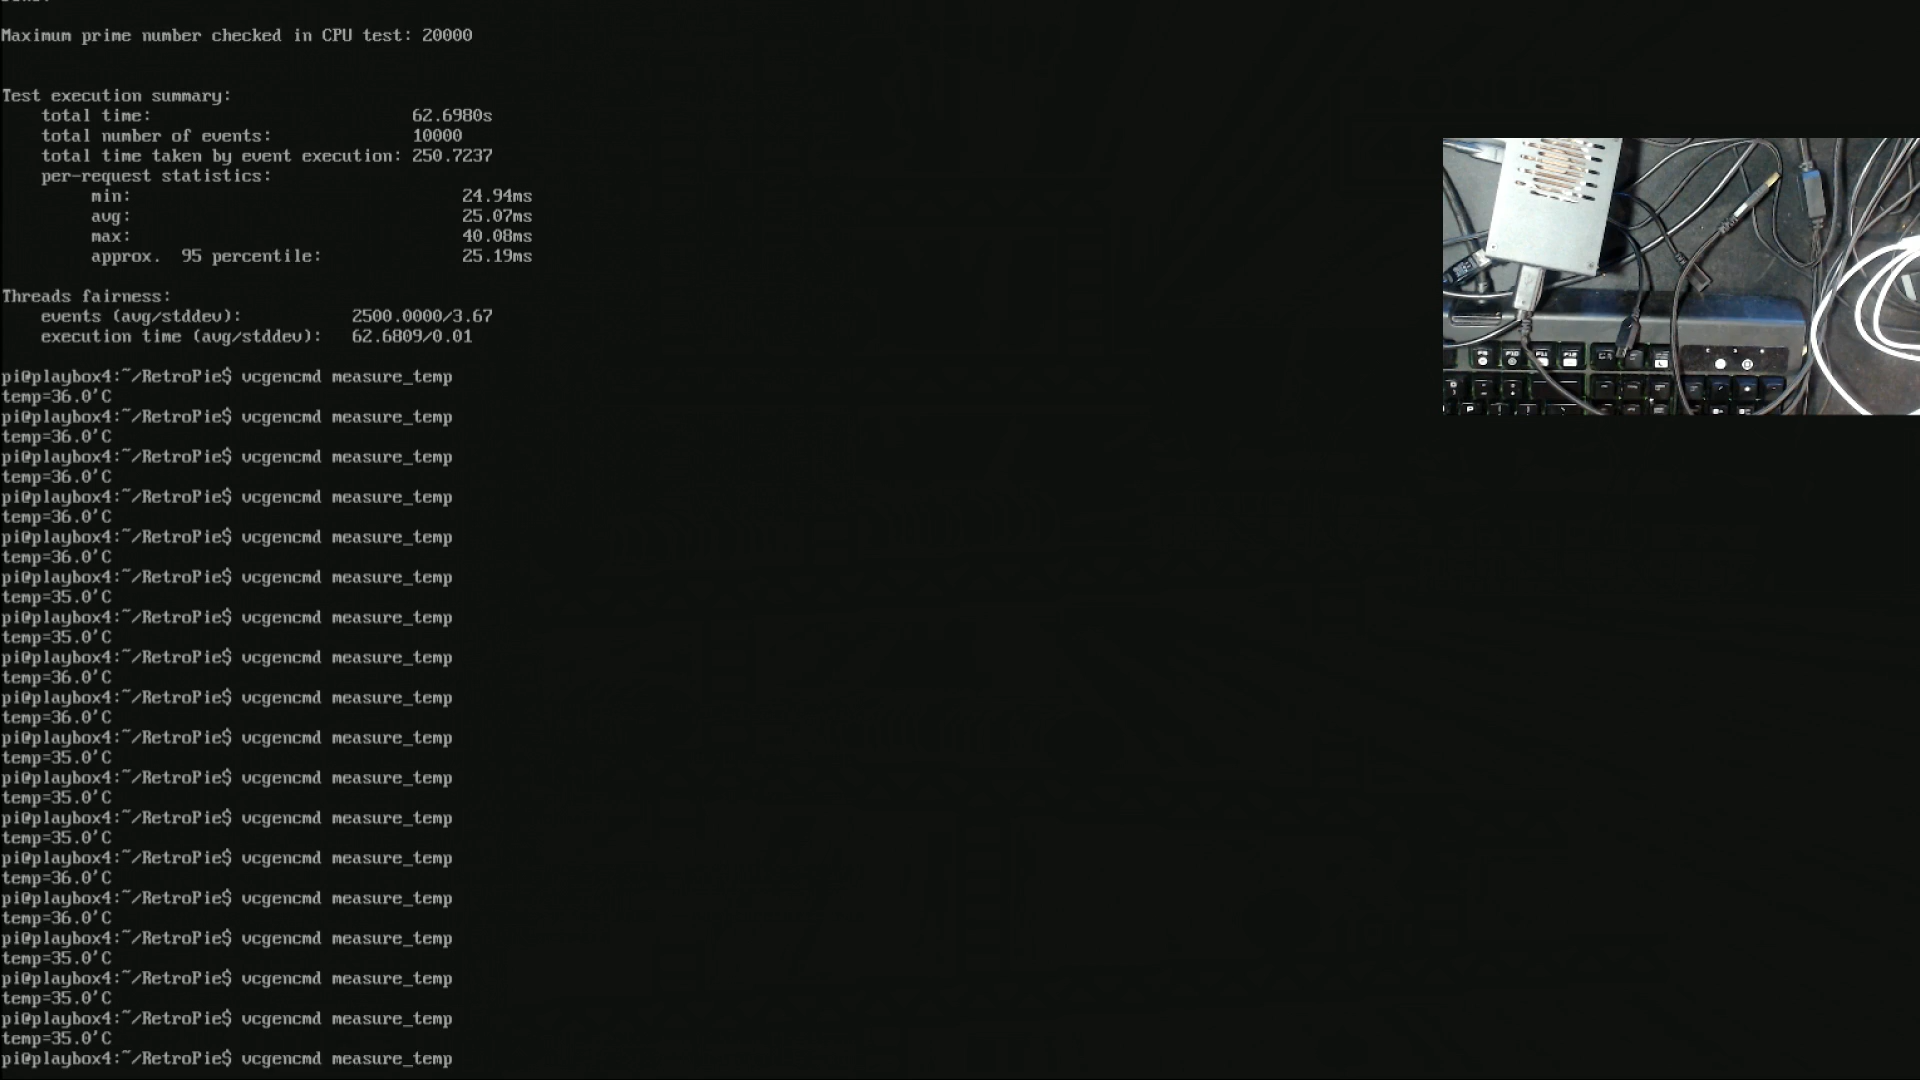 Maximum prime number checked in CPU test: 20000
Test execution summary:
total time: 62.6980s
total number of events: 10000
total time taken by event execution: 250.7237
per-request statistics:
min: 24.94ms
avg: 25.07ms
max: 40.08ms
approx. 95 percentile: 25.19ms
Threads fairness:
events (avg/stddev): 2500.0000/3.67
execution time (avg/stddev): 62.6809/0.01
pi@playbox4:~/RetroPie$ vcgencmd measure_temp
temp=36.0'C
pi@playbox4:~/RetroPie$ vcgencmd measure_temp
temp=36.0'C
pi@playbox4:~/RetroPie$ vcgencmd measure_temp
temp=36.0'C
pi@playbox4:~/RetroPie$ vcgencmd measure_temp
temp=36.0'C
pi@playbox4:~/RetroPie$ vcgencmd measure_temp
temp=36.0'C
pi@playbox4:~/RetroPie$ vcgencmd measure_temp
temp=35.0'C
pi@playbox4:~/RetroPie$ vcgencmd measure_temp
temp=35.0'C
pi@playbox4:~/RetroPie$ vcgencmd measure_temp
temp=36.0'C
pi@playbox4:~/RetroPie$ vcgencmd measure_temp
temp=36.0'C
pi@playbox4:~/RetroPie$ vcgencmd measure_temp
temp=35.0'C
pi@playbox4:~/RetroPie$ vcgencmd measure_temp
temp=35.0'C
pi@playbox4:~/RetroPie$ vcgencmd measure_temp
temp=35.0'C
pi@playbox4:~/RetroPie$ vcgencmd measure_temp
temp=36.0'C
pi@playbox4:~/RetroPie$ vcgencmd measure_temp
temp=36.0'C
pi@playbox4:~/RetroPie$ vcgencmd measure_temp
temp=35.0'C
pi@playbox4:~/RetroPie$ vcgencmd measure_temp
temp=35.0'C
pi@playbox4:~/RetroPie$ vcgencmd measure_temp
temp=35.0'C
pi@playbox4:~/RetroPie$ vcgencmd measure_temp
F9 F10 F11 F12
P